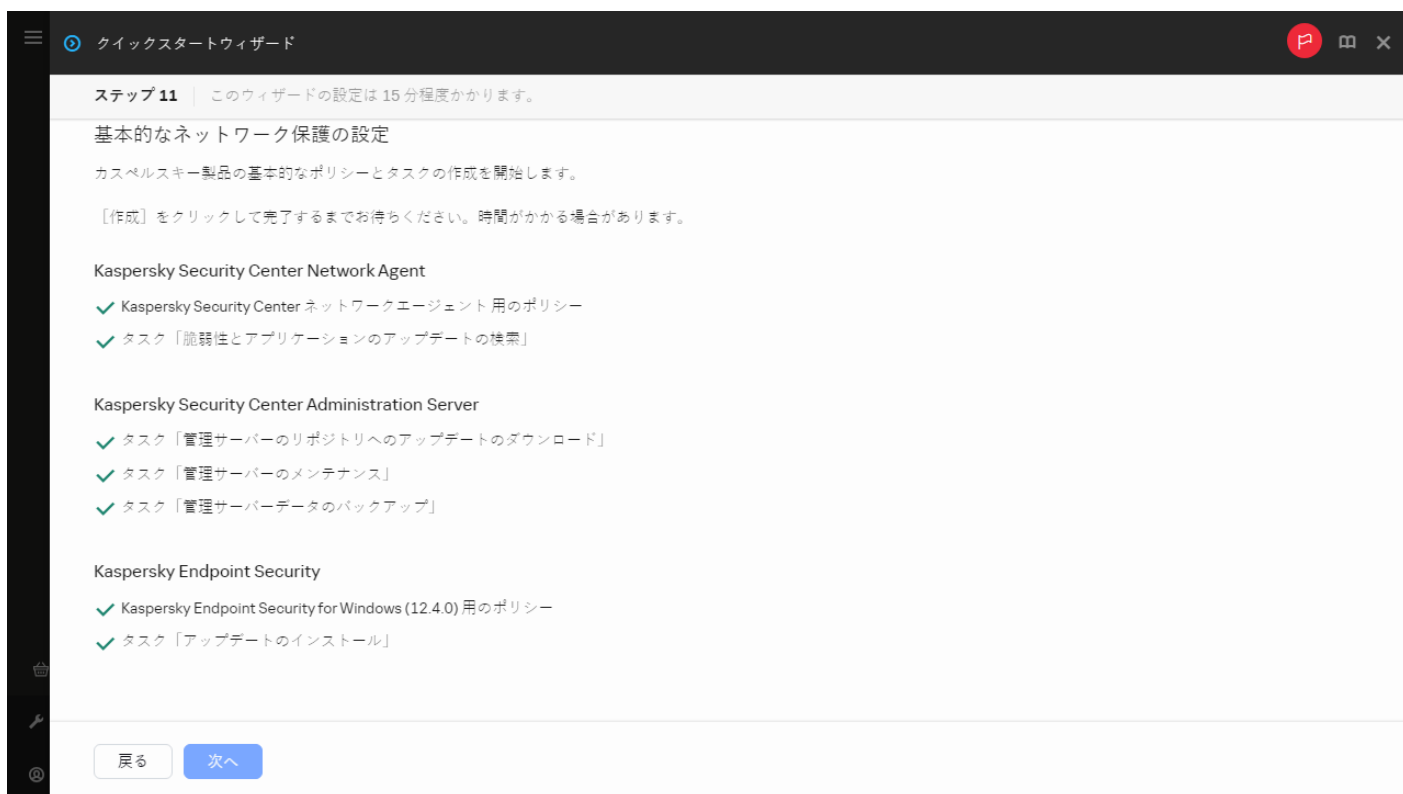 クイックスタートウィザード
ステップ 11 このウィザードの設定は 15 分程度かかります。
基本的なネットワーク保護の設定
カスペルスキー製品の基本的なポリシーとタスクの作成を開始します。
［作成］をクリックして完了するまでお待ちください。時間がかかる場合があります。
Kaspersky Security Center Network Agent
Kaspersky Security Center ネットワークエージェント 用のポリシー
タスク「脆弱性とアプリケーションのアップデートの検索」
Kaspersky Security Center Administration Server
タスク「管理サーバーのリポジトリへのアップデートのダウンロード」
タスク「管理サーバーのメンテナンス」
タスク「管理サーバーデータのバックアップ」
Kaspersky Endpoint Security
Kaspersky Endpoint Security for Windows (12.4.0) 用のポリシー
タスク「アップデートのインストール」
戻る 次へ